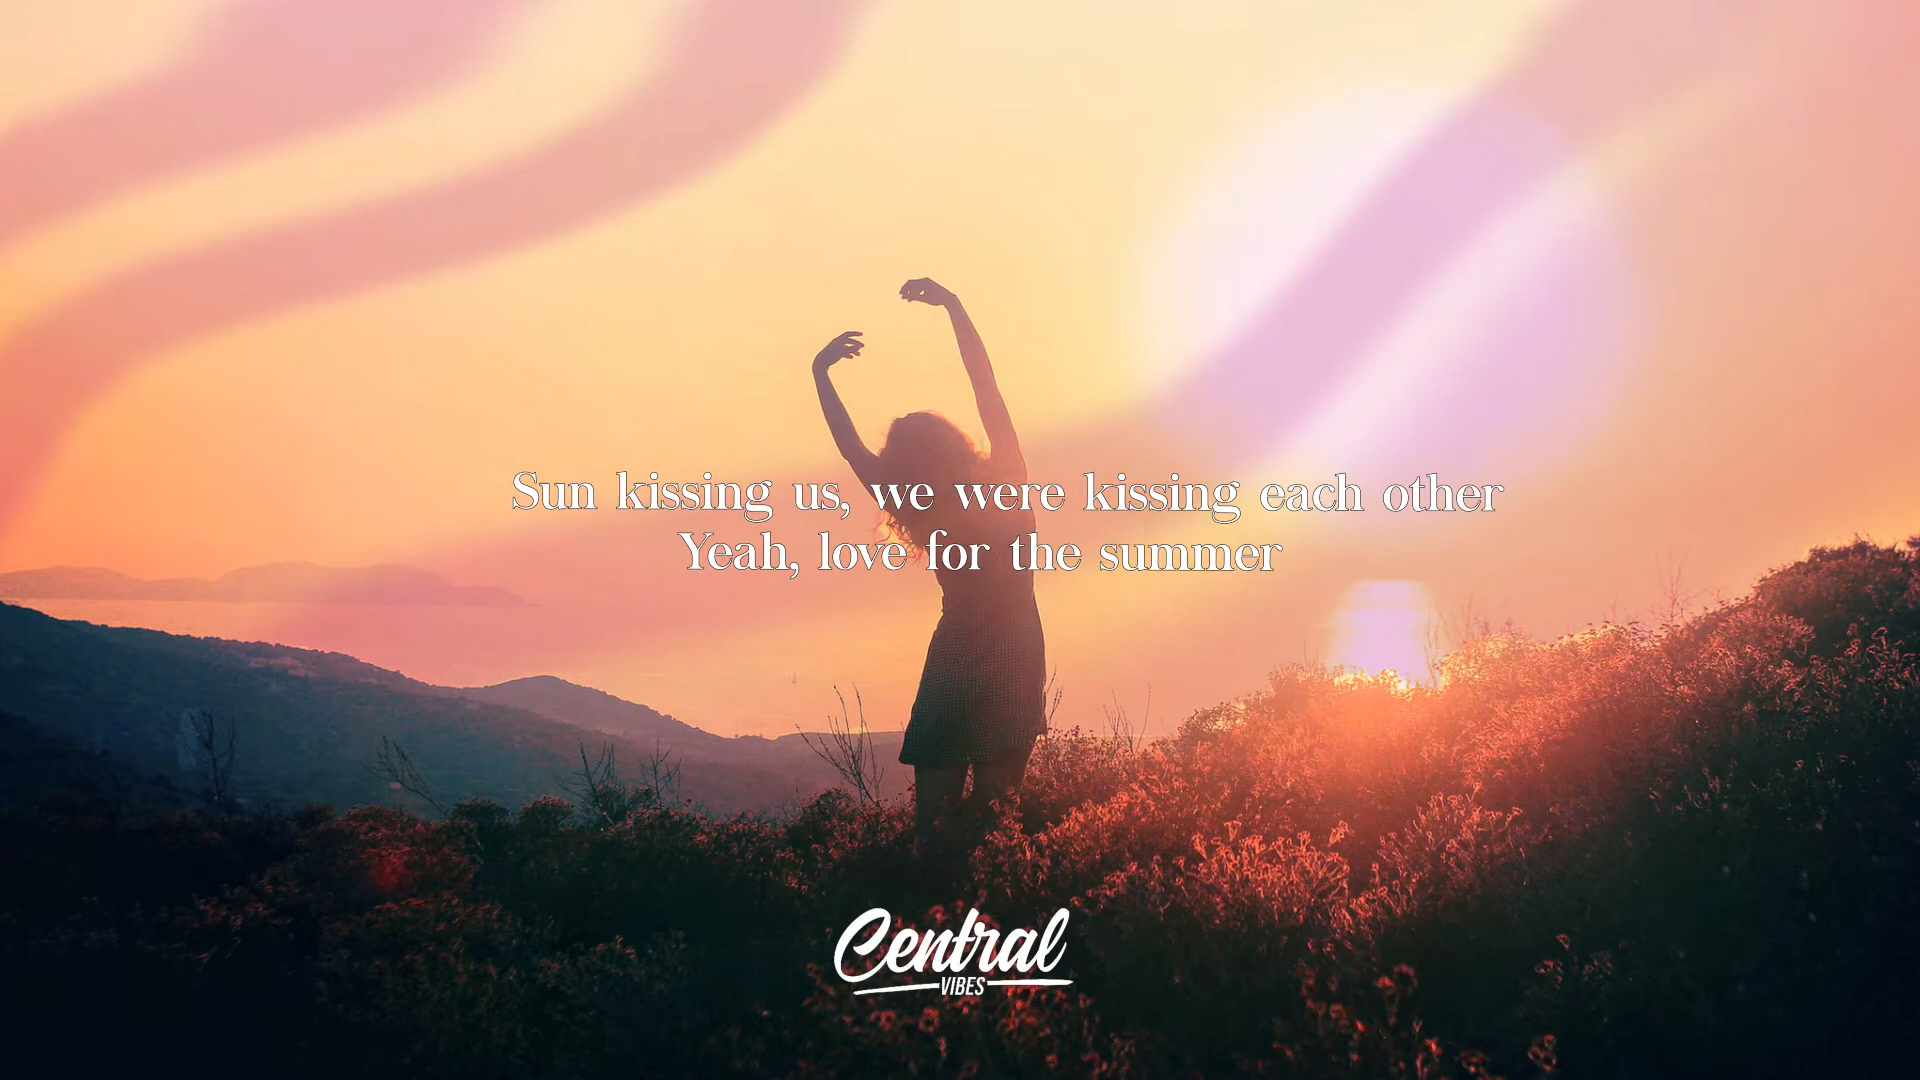 Sun kissing us, we were kissing each other
Yeah, love for the summer
Central
VIBES